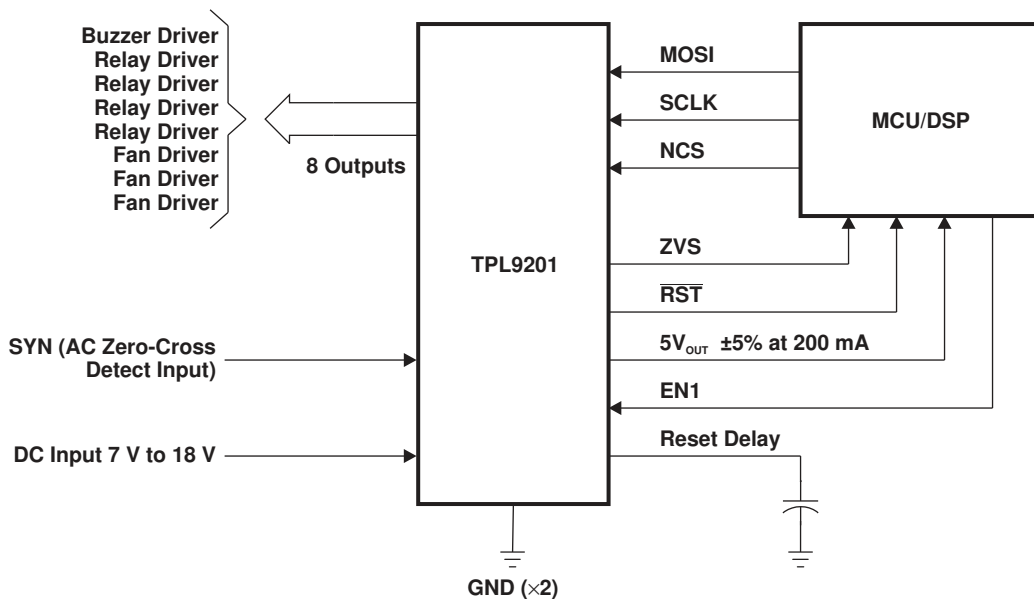 Buzzer Driver
Relay Driver
Relay Driver
Relay Driver
Relay Driver
Fan Driver
Fan Driver
Fan Driver
8 Outputs
SYN (AC Zero-Cross
Detect Input)
DC Input 7 V to 18 V
TPL9201
GND (×2)
MOSI
SCLK
NCS
ZVS
R̅S̅T̅
5V_OUT ±5% at 200 mA
EN1
Reset Delay
MCU/DSP